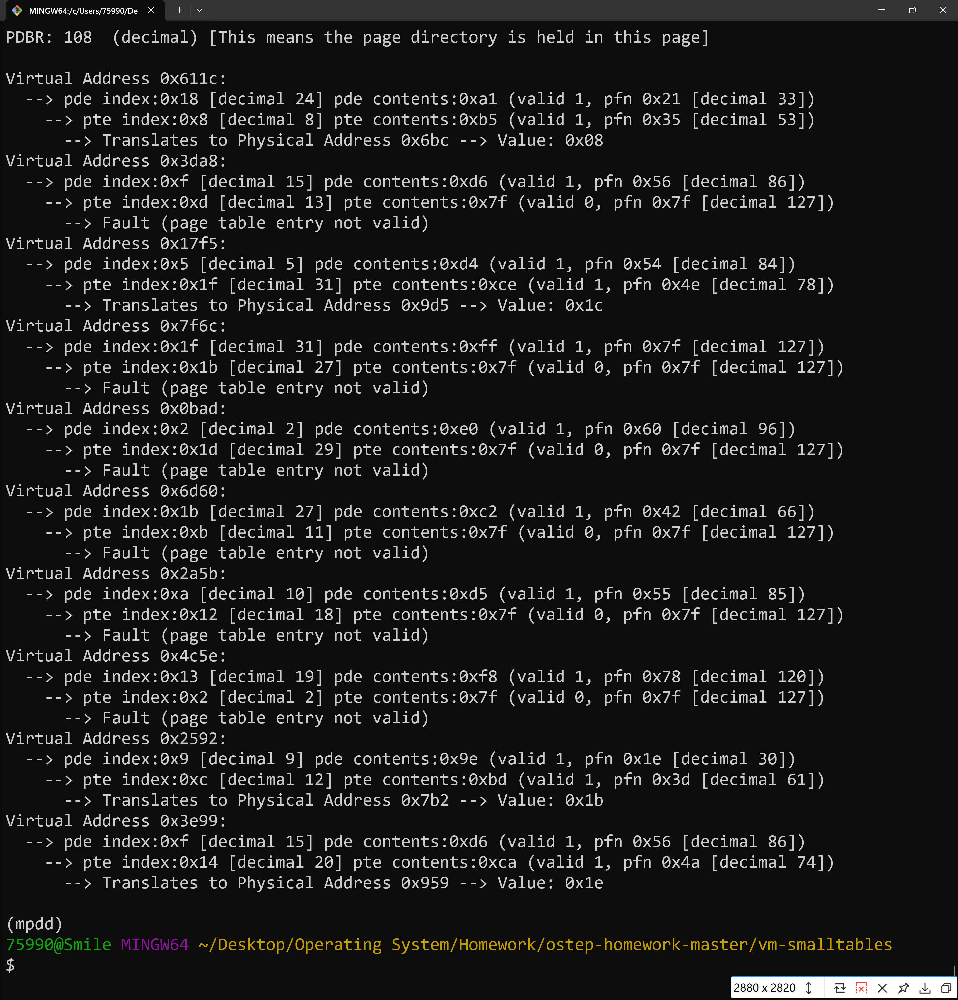 MINGW64:/c/Users/75990/De
PDBR: 108  (decimal) [This means the page directory is held in this page]
Virtual Address 0x611c:
  --> pde index:0x18 [decimal 24] pde contents:0xa1 (valid 1, pfn 0x21 [decimal 33])
    --> pte index:0x8 [decimal 8] pte contents:0xb5 (valid 1, pfn 0x35 [decimal 53])
      --> Translates to Physical Address 0x6bc --> Value: 0x08
Virtual Address 0x3da8:
  --> pde index:0xf [decimal 15] pde contents:0xd6 (valid 1, pfn 0x56 [decimal 86])
    --> pte index:0xd [decimal 13] pte contents:0x7f (valid 0, pfn 0x7f [decimal 127])
      --> Fault (page table entry not valid)
Virtual Address 0x17f5:
  --> pde index:0x5 [decimal 5] pde contents:0xd4 (valid 1, pfn 0x54 [decimal 84])
    --> pte index:0x1f [decimal 31] pte contents:0xce (valid 1, pfn 0x4e [decimal 78])
      --> Translates to Physical Address 0x9d5 --> Value: 0x1c
Virtual Address 0x7f6c:
  --> pde index:0x1f [decimal 31] pde contents:0xff (valid 1, pfn 0x7f [decimal 127])
    --> pte index:0x1b [decimal 27] pte contents:0x7f (valid 0, pfn 0x7f [decimal 127])
      --> Fault (page table entry not valid)
Virtual Address 0x0bad:
  --> pde index:0x2 [decimal 2] pde contents:0xe0 (valid 1, pfn 0x60 [decimal 96])
    --> pte index:0x1d [decimal 29] pte contents:0x7f (valid 0, pfn 0x7f [decimal 127])
      --> Fault (page table entry not valid)
Virtual Address 0x6d60:
  --> pde index:0x1b [decimal 27] pde contents:0xc2 (valid 1, pfn 0x42 [decimal 66])
    --> pte index:0xb [decimal 11] pte contents:0x7f (valid 0, pfn 0x7f [decimal 127])
      --> Fault (page table entry not valid)
Virtual Address 0x2a5b:
  --> pde index:0xa [decimal 10] pde contents:0xd5 (valid 1, pfn 0x55 [decimal 85])
    --> pte index:0x12 [decimal 18] pte contents:0x7f (valid 0, pfn 0x7f [decimal 127])
      --> Fault (page table entry not valid)
Virtual Address 0x4c5e:
  --> pde index:0x13 [decimal 19] pde contents:0xf8 (valid 1, pfn 0x78 [decimal 120])
    --> pte index:0x2 [decimal 2] pte contents:0x7f (valid 0, pfn 0x7f [decimal 127])
      --> Fault (page table entry not valid)
Virtual Address 0x2592:
  --> pde index:0x9 [decimal 9] pde contents:0x9e (valid 1, pfn 0x1e [decimal 30])
    --> pte index:0xc [decimal 12] pte contents:0xbd (valid 1, pfn 0x3d [decimal 61])
      --> Translates to Physical Address 0x7b2 --> Value: 0x1b
Virtual Address 0x3e99:
  --> pde index:0xf [decimal 15] pde contents:0xd6 (valid 1, pfn 0x56 [decimal 86])
    --> pte index:0x14 [decimal 20] pte contents:0xca (valid 1, pfn 0x4a [decimal 74])
      --> Translates to Physical Address 0x959 --> Value: 0x1e
(mpdd)
75990@Smile MINGW64 ~/Desktop/Operating System/Homework/ostep-homework-master/vm-smalltables
$
2880 x 2820